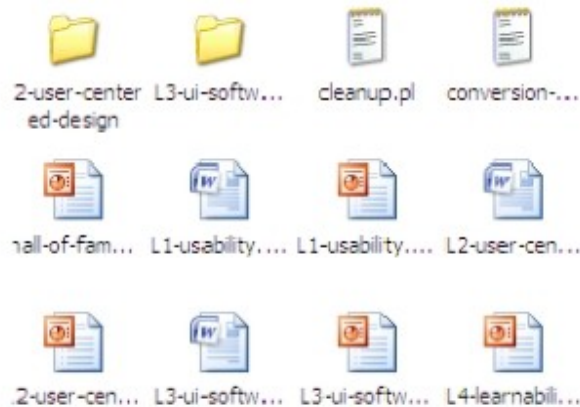 2-user-center L3-ui-softw... cleanup.pl conversion-...
ed-design
hall-of-fam... L1-usability.... L1-usability.... L2-user-cen...
.2-user-cen... L3-ui-softw... L3-ui-softw... L4-learnabili...